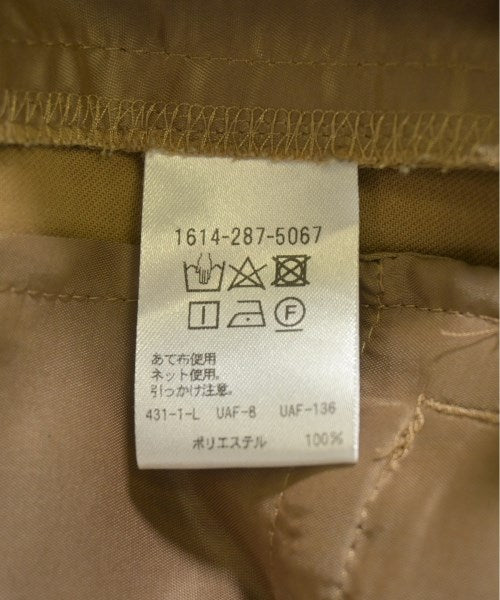 1614-287-5067
F
あて布使用
ネット使用。
引っかけ注意。
431-1-L UAF-8 UAF-136
ポリエステル 100%